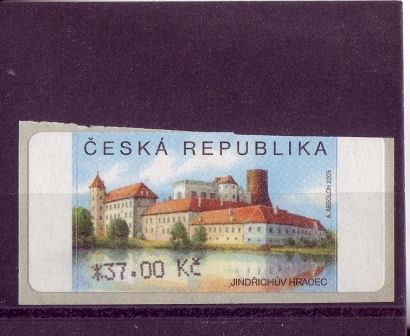 ČESKÁ REPUBLIKA
A. ABSOLON 2005
*37.00 Kč
JINDŘICHŮV HRADEC